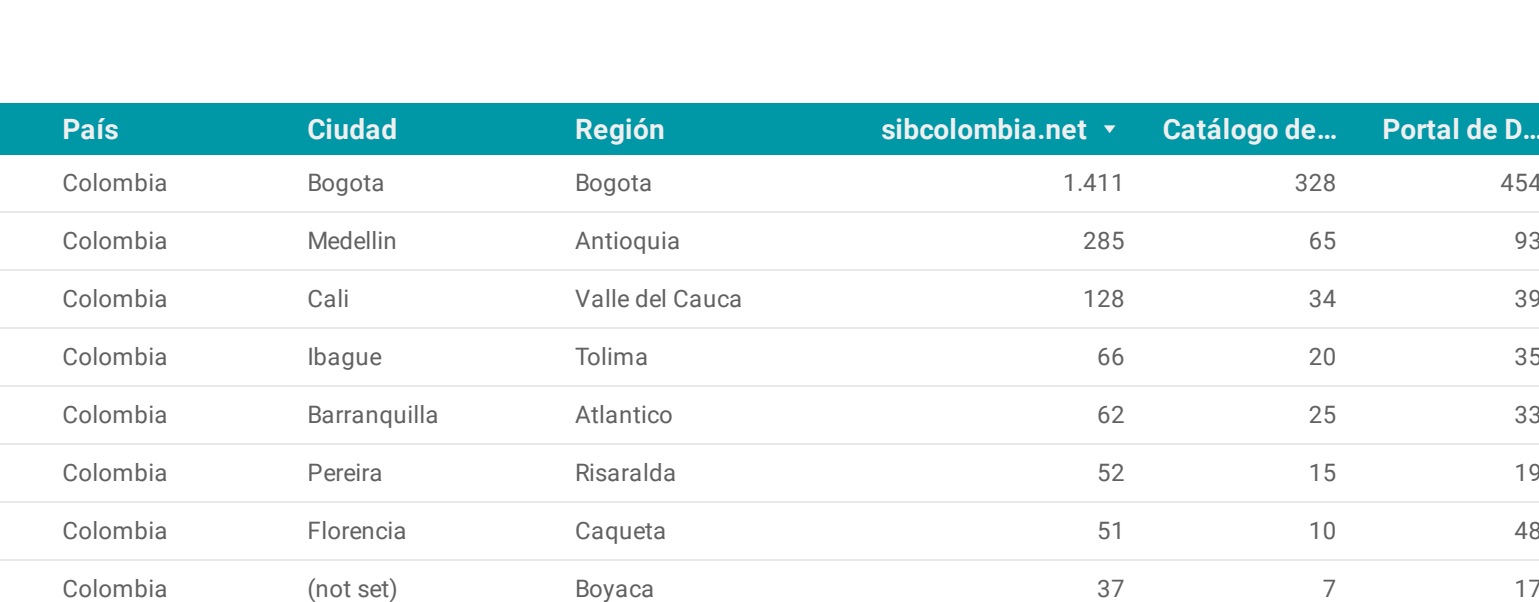 País Ciudad Región sibcolombia.net Catálogo de... Portal de D...
Colombia Bogota Bogota 1.411 328 454
Colombia Medellin Antioquia 285 65 93
Colombia Cali Valle del Cauca 128 34 39
Colombia Ibague Tolima 66 20 35
Colombia Barranquilla Atlantico 62 25 33
Colombia Pereira Risaralda 52 15 19
Colombia Florencia Caqueta 51 10 48
Colombia (not set) Boyaca 37 7 17